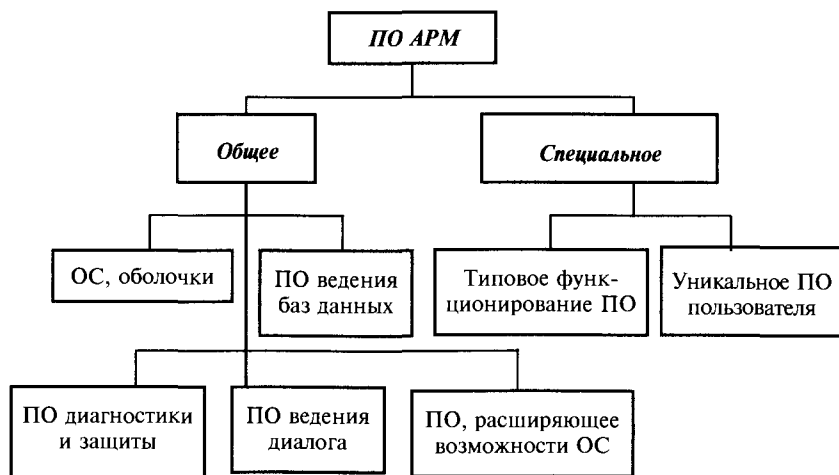 ПО АРМ
Общее
Специальное
ОС, оболочки
ПО ведения
баз данных
Типовое функ-
ционирование ПО
Уникальное ПО
пользователя
ПО диагностики
и защиты
ПО ведения
диалога
ПО, расширяющее
возможности ОС